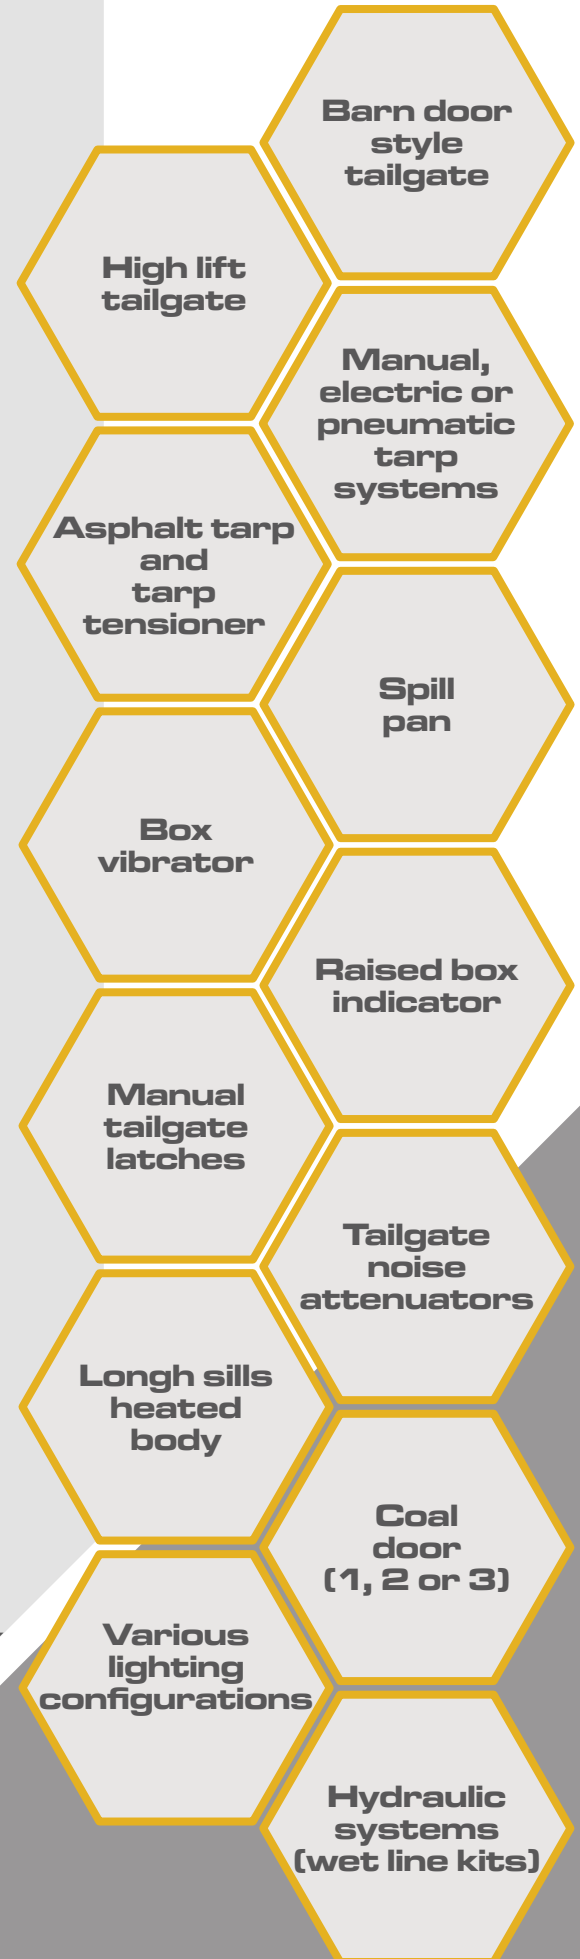 Barn door
style
tailgate
High lift
tailgate
Manual,
electric or
pneumatic
tarp
systems
Asphalt tarp
and
tarp
tensioner
Spill
pan
Box
vibrator
Raised box
indicator
Manual
tailgate
latches
Tailgate
noise
attenuators
Longh sills
heated
body
Coal
door
(1, 2 or 3)
Various
lighting
configurations
Hydraulic
systems
(wet line kits)